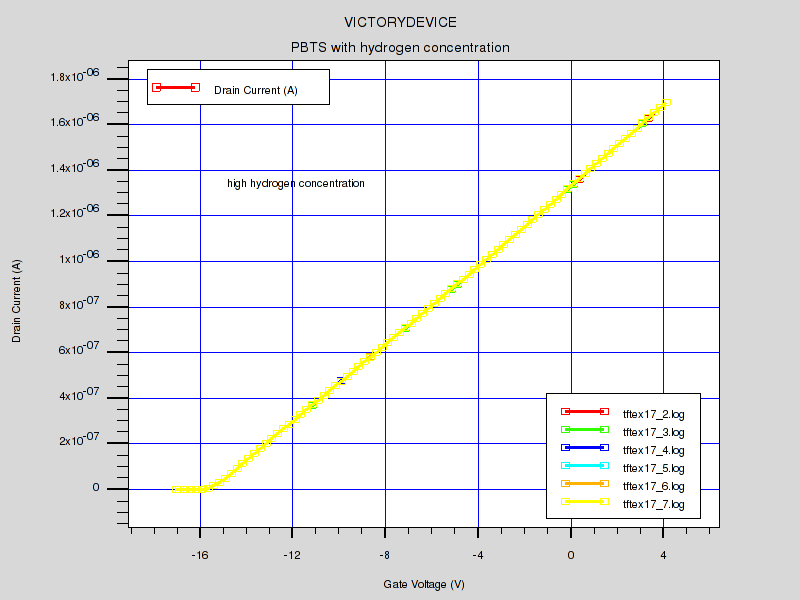 VICTORYDEVICE
PBTS with hydrogen concentration
Drain Current (A)
high hydrogen concentration
1.8x10-06
1.6x10-06
1.4x10-06
1.2x10-06
1x10-06
8x10-07
6x10-07
4x10-07
2x10-07
0
Drain Current (A)
tftex17_2.log
tftex17_3.log
tftex17_4.log
tftex17_5.log
tftex17_6.log
tftex17_7.log
-16 -12 -8 -4 0 4
Gate Voltage (V)